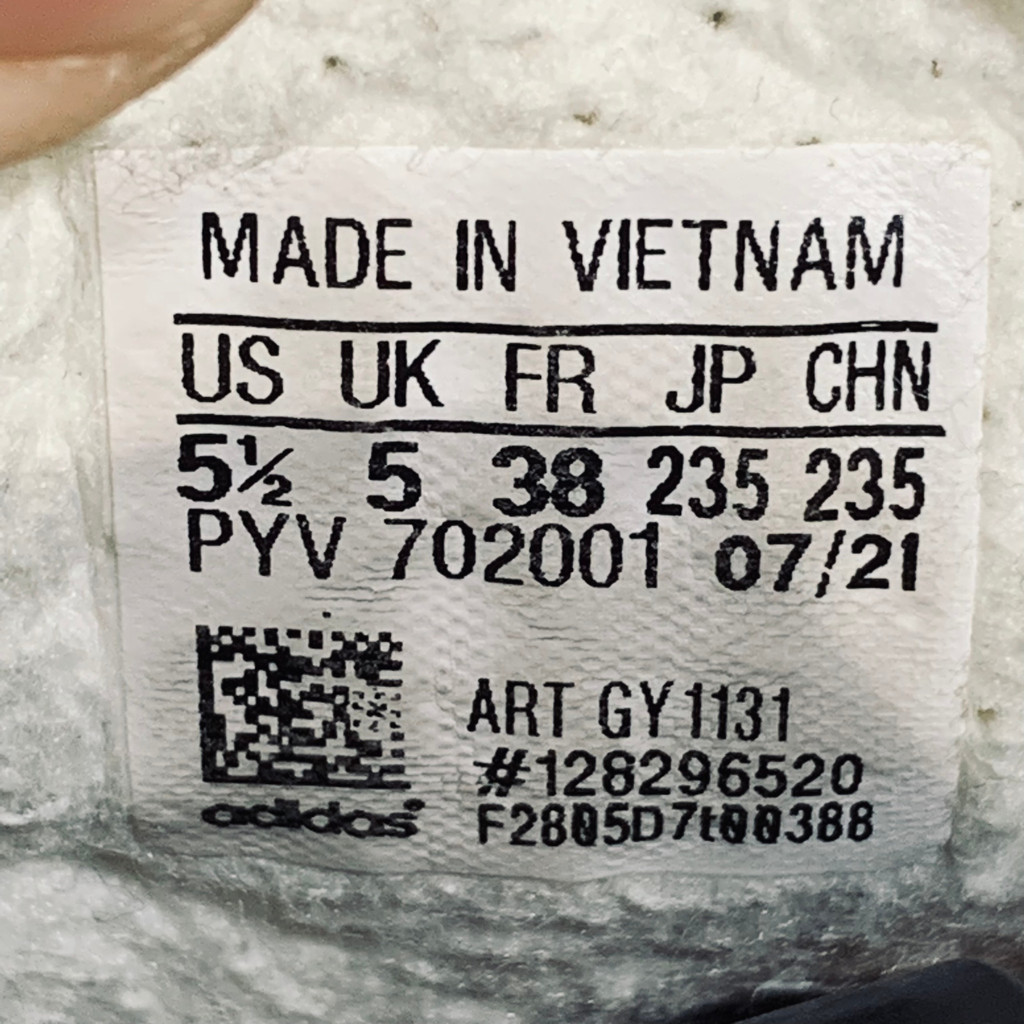 MADE IN VIETNAM
US UK FR JP CHN
5½ 5 38 235 235
PYV 702001 07/21
ART GY1131
#128296520
adidas
F2805D7t00388